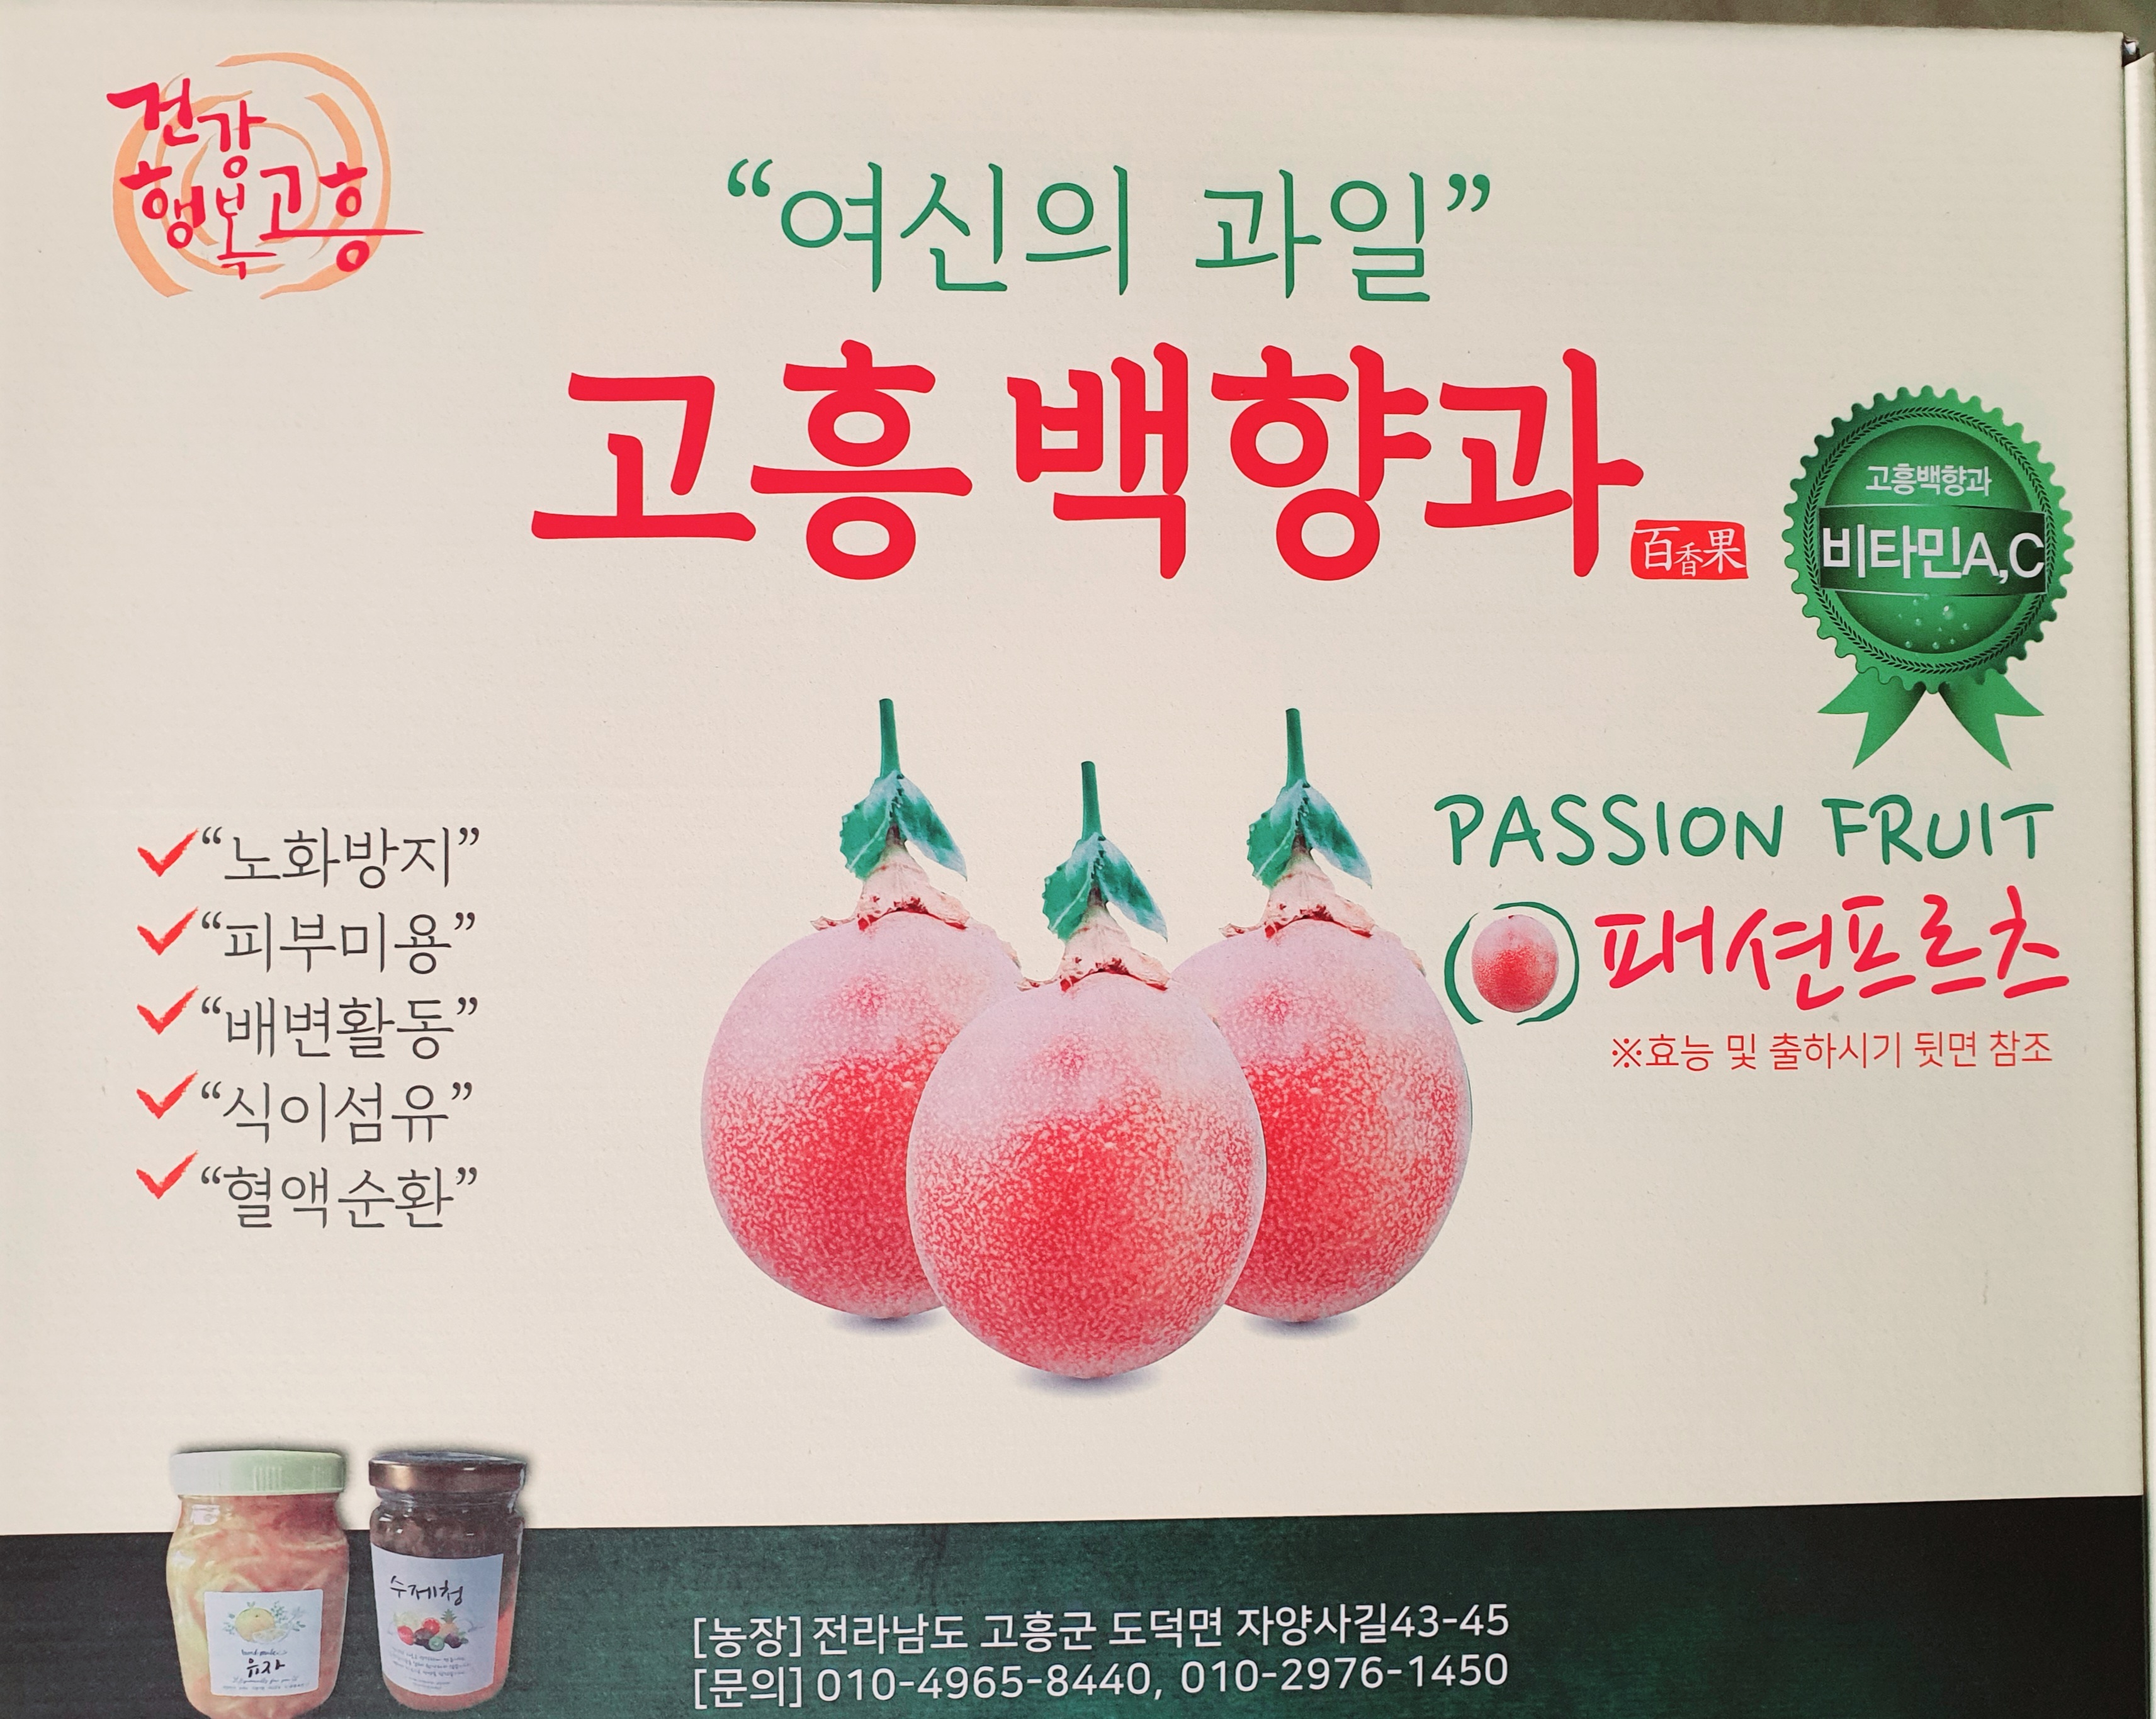 건강
행복고흥
“여신의 과일”
고흥 백향과
百香果
고흥백향과
비타민A,C
PASSION FRUIT
패션프르츠
※효능 및 출하시기 뒷면 참조
“노화방지”
“피부미용”
“배변활동”
“식이섬유”
“혈액순환”
유자
수제청
[농장] 전라남도 고흥군 도덕면 자양사길43-45
[문의] 010-4965-8440, 010-2976-1450